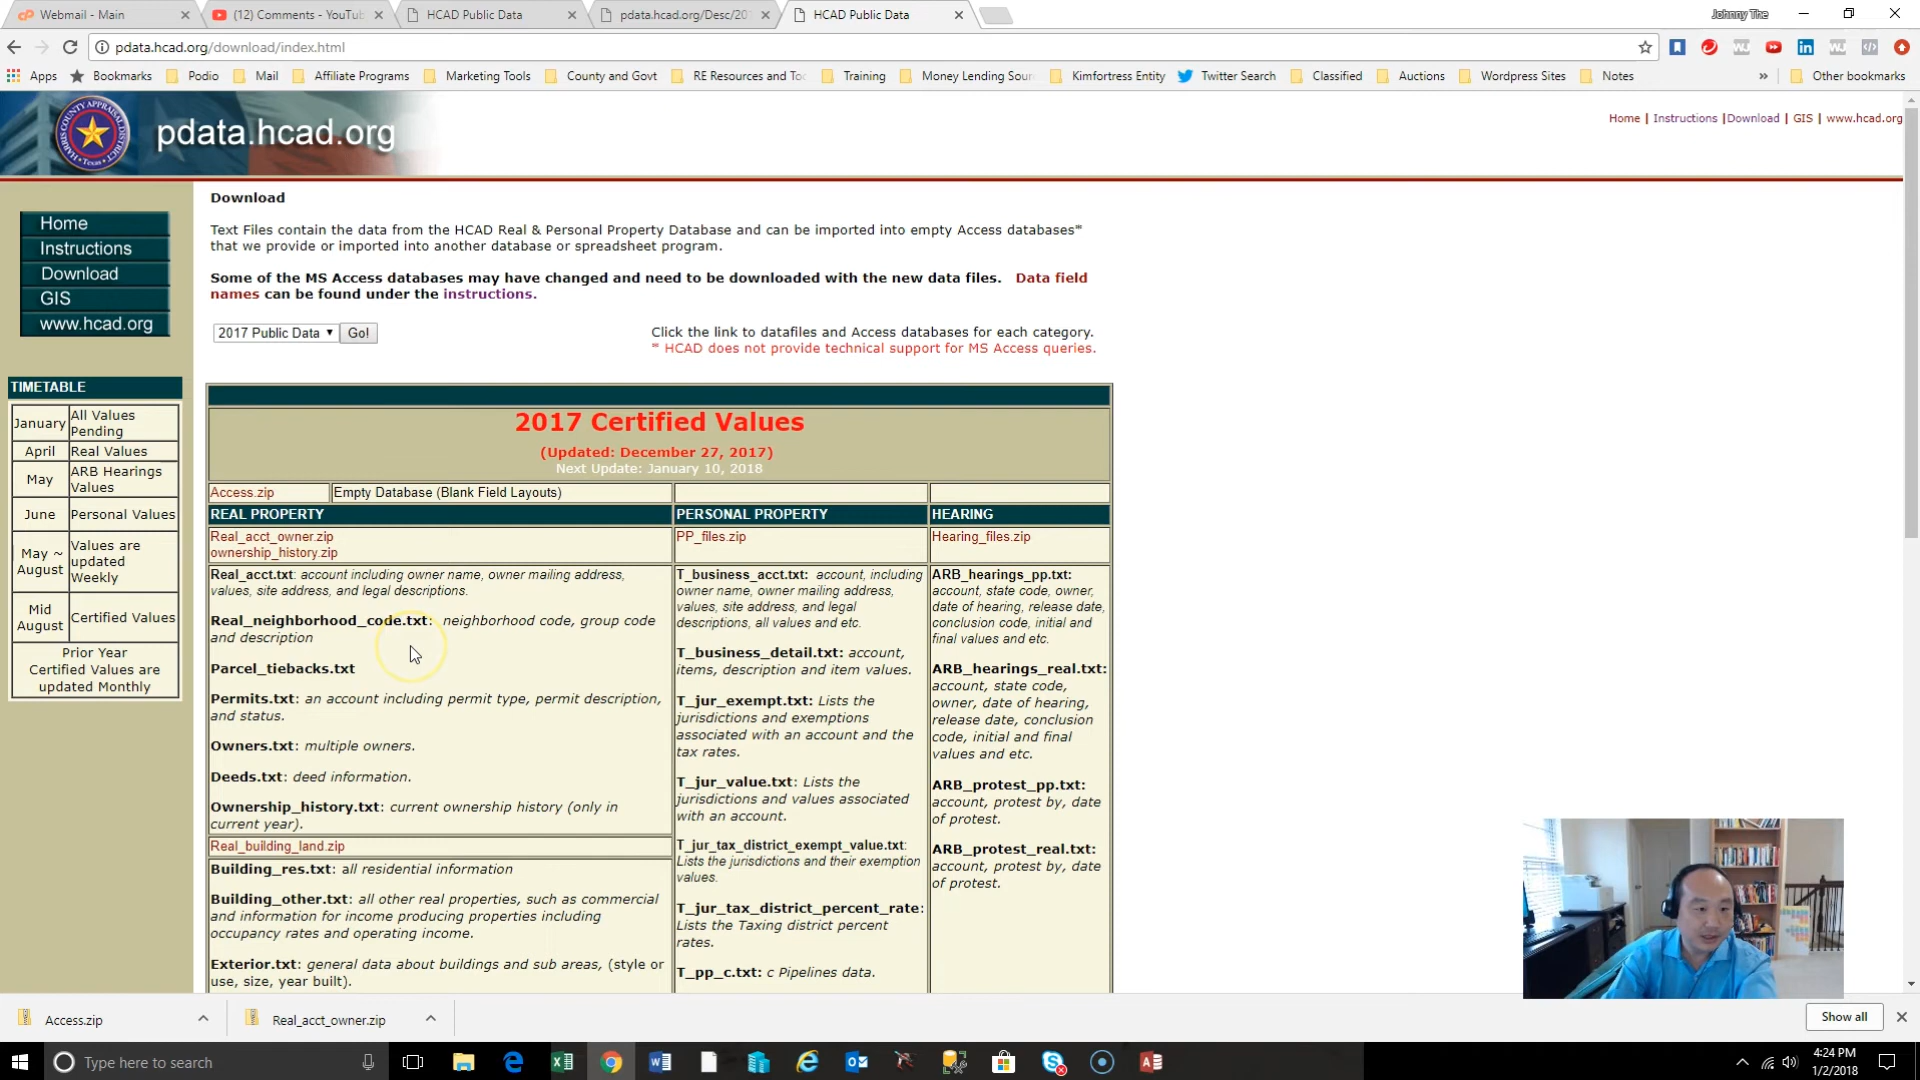 Webmail - Main
(12) Comments - YouTub
HCAD Public Data
pdata.hcad.org/Desc/20
HCAD Public Data
Johnny The
pdata.hcad.org/download/index.html
Apps
Bookmarks
Podio
Mail
Affiliate Programs
Marketing Tools
County and Govt
RE Resources and To
Training
Money Lending Sour
Kimfortress Entity
Twitter Search
Classified
Auctions
Wordpress Sites
Notes
»
Other bookmarks
pdata.hcad.org
Home | Instructions |Download | GIS | www.hcad.org
Home
Instructions
Download
GIS
www.hcad.org
TIMETABLE
January All Values Pending
April Real Values
May ARB Hearings Values
June Personal Values
May ~ August Values are updated Weekly
Mid August Certified Values
Prior Year
Certified Values are
updated Monthly
Download
Text Files contain the data from the HCAD Real & Personal Property Database and can be imported into empty Access databases*
that we provide or imported into another database or spreadsheet program.
Some of the MS Access databases may have changed and need to be downloaded with the new data files. Data field
names can be found under the instructions.
2017 Public Data Go!
Click the link to datafiles and Access databases for each category.
* HCAD does not provide technical support for MS Access queries.
2017 Certified Values
(Updated: December 27, 2017)
Next Update: January 10, 2018
Access.zip Empty Database (Blank Field Layouts)
REAL PROPERTY
Real_acct_owner.zip
ownership_history.zip
Real_acct.txt: account including owner name, owner mailing address,
values, site address, and legal descriptions.
Real_neighborhood_code.txt: neighborhood code, group code
and description
Parcel_tiebacks.txt
Permits.txt: an account including permit type, permit description,
and status.
Owners.txt: multiple owners.
Deeds.txt: deed information.
Ownership_history.txt: current ownership history (only in
current year).
Real_building_land.zip
Building_res.txt: all residential information
Building_other.txt: all other real properties, such as commercial
and information for income producing properties including
occupancy rates and operating income.
Exterior.txt: general data about buildings and sub areas, (style or
use, size, year built).
PERSONAL PROPERTY
PP_files.zip
T_business_acct.txt: account, including
owner name, owner mailing address,
values, site address, and legal
descriptions, all values and etc.
T_business_detail.txt: account,
items, description and item values.
T_jur_exempt.txt: Lists the
jurisdictions and exemptions
associated with an account and the
tax rates.
T_jur_value.txt: Lists the
jurisdictions and values associated
with an account.
T_jur_tax_district_exempt_value.txt:
Lists the jurisdictions and their exemption
values.
T_jur_tax_district_percent_rate:
Lists the Taxing district percent
rates.
T_pp_c.txt: c Pipelines data.
HEARING
Hearing_files.zip
ARB_hearings_pp.txt:
account, state code, owner,
date of hearing, release date,
conclusion code, initial and
final values and etc.
ARB_hearings_real.txt:
account, state code,
owner, date of hearing,
release date, conclusion
code, initial and final
values and etc.
ARB_protest_pp.txt:
account, protest by, date
of protest.
ARB_protest_real.txt:
account, protest by, date
of protest.
Access.zip
Real_acct_owner.zip
Show all
Type here to search
4:24 PM
1/2/2018